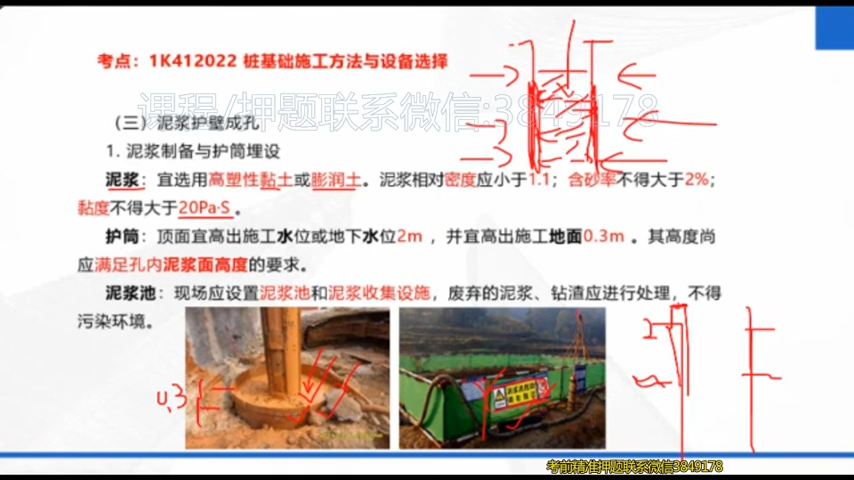 考点：1K412022 桩基础施工方法与设备选择
课程/押题联系微信:3849178
（三）泥浆护壁成孔
1. 泥浆制备与护筒埋设
泥浆：宜选用高塑性黏土或膨润土。泥浆相对密度应小于1.1；含砂率不得大于2%；
黏度不得大于20Pa·S 。
护筒：顶面宜高出施工水位或地下水位2m ，并宜高出施工地面0.3m 。其高度尚
应满足孔内泥浆面高度的要求。
泥浆池：现场应设置泥浆池和泥浆收集设施，废弃的泥浆、钻渣应进行处理，不得
污染环境。
0.3
2
考前精准押题联系微信3849178